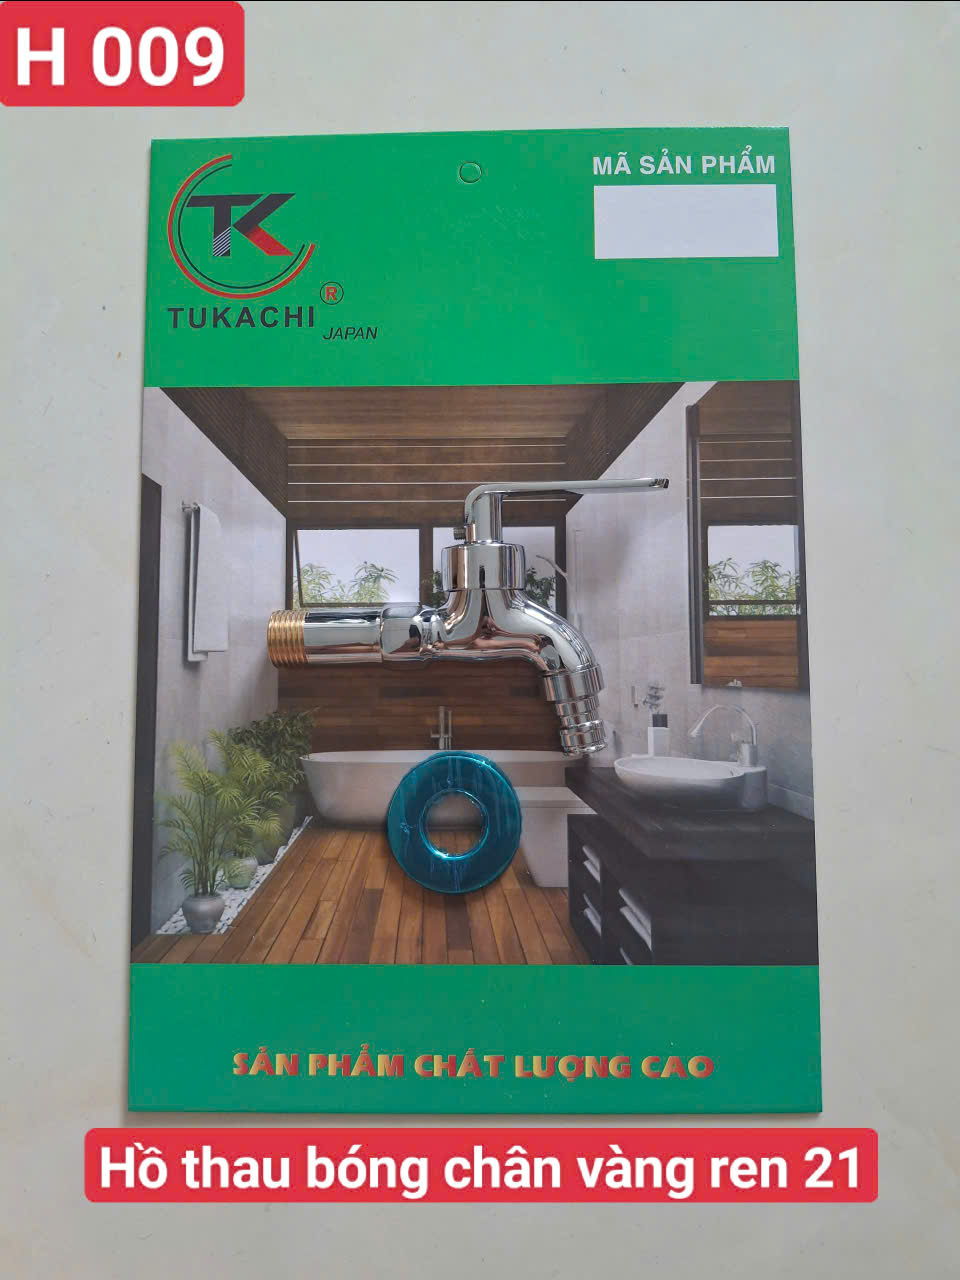 H 009
MÃ SẢN PHẨM
TK
TUKACHI ®
JAPAN
SẢN PHẨM CHẤT LƯỢNG CAO
Hồ thau bóng chân vàng ren 21